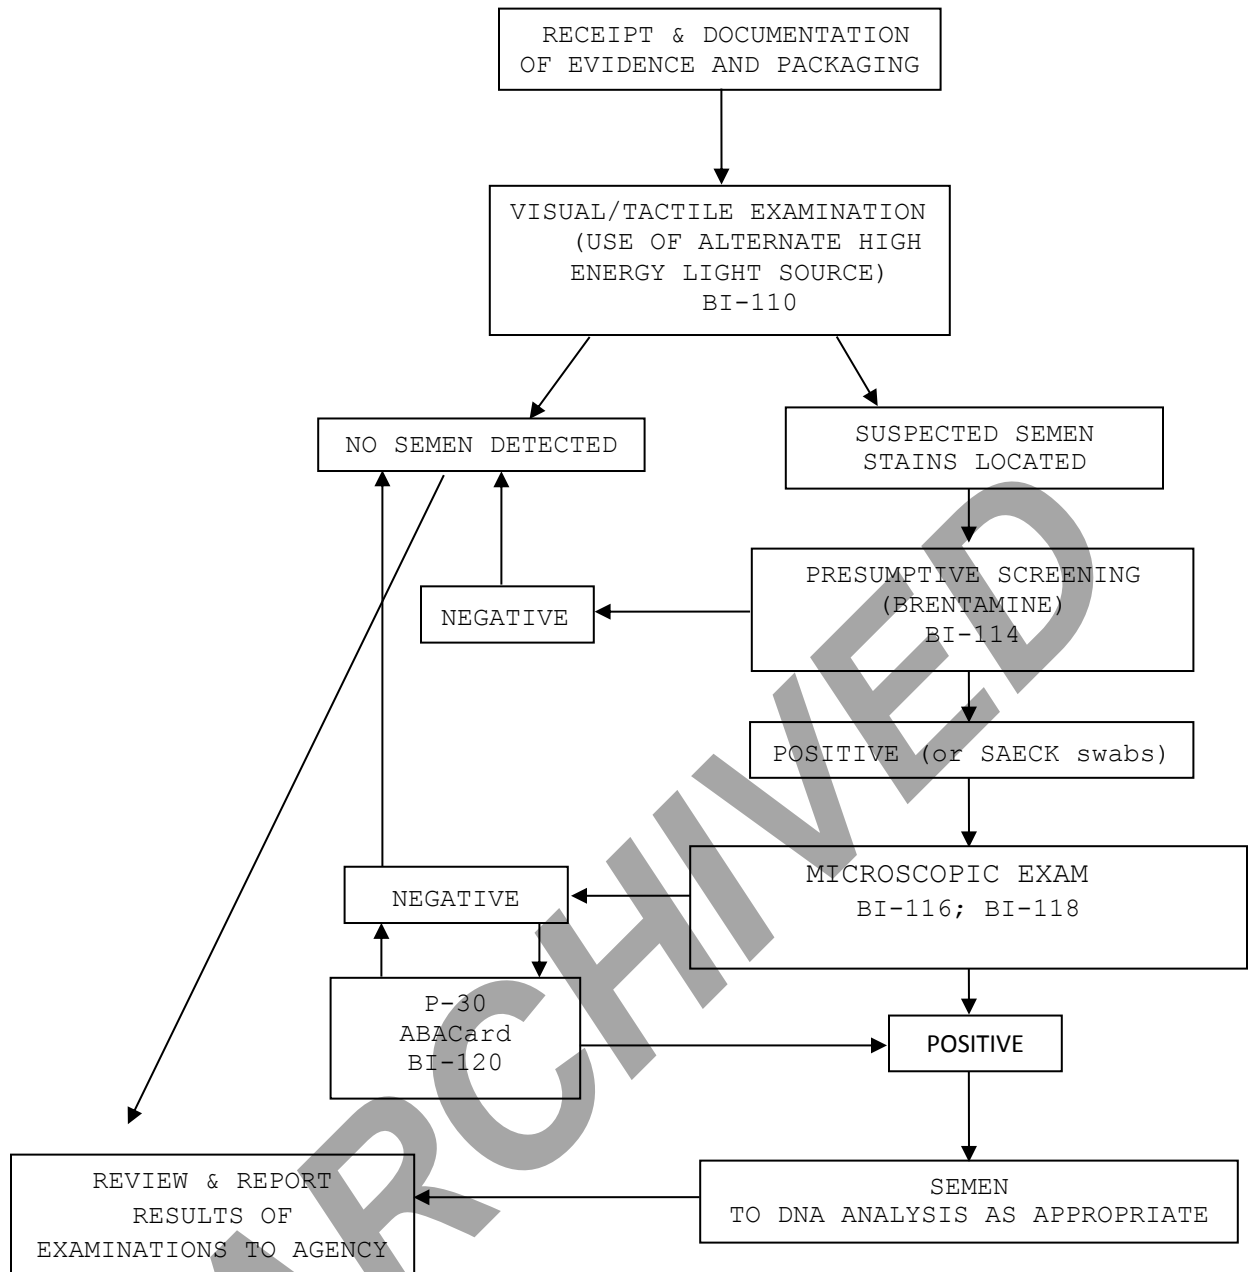 RECEIPT & DOCUMENTATION
OF EVIDENCE AND PACKAGING
VISUAL/TACTILE EXAMINATION
(USE OF ALTERNATE HIGH
ENERGY LIGHT SOURCE)
BI-110
NO SEMEN DETECTED
SUSPECTED SEMEN
STAINS LOCATED
PRESUMPTIVE SCREENING
(BRENTAMINE)
BI-114
NEGATIVE
POSITIVE (or SAECK swabs)
MICROSCOPIC EXAM
BI-116; BI-118
NEGATIVE
P-30
ABACard
BI-120
POSITIVE
SEMEN
TO DNA ANALYSIS AS APPROPRIATE
REVIEW & REPORT
RESULTS OF
EXAMINATIONS TO AGENCY
ARCHIVED